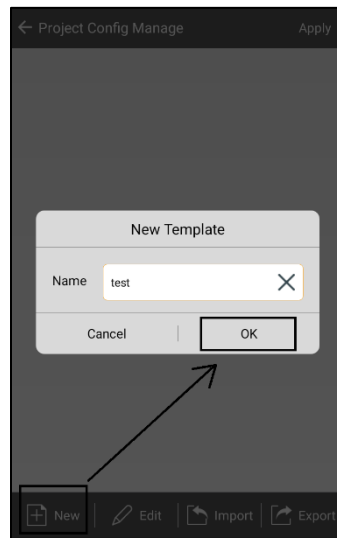 Project Config Manage Apply
New Template
Name test
Cancel OK
New Edit Import Export